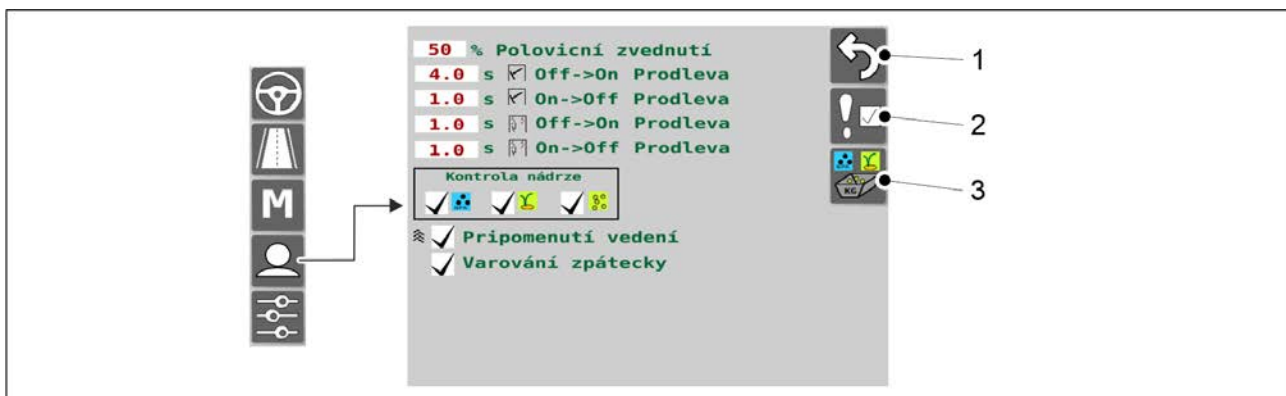 50 % Polovicní zvednutí
4.0 s Off->On Prodleva
1.0 s On->Off Prodleva
1.0 s Off->On Prodleva
1.0 s On->Off Prodleva
Kontrola nádrze
Pripomenutí vedení
Varování zpátecky
M
KG
1
2
3